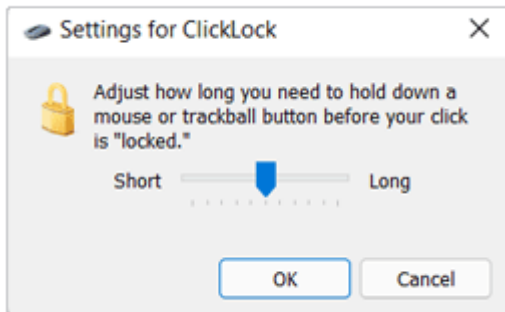 Settings for ClickLock
Adjust how long you need to hold down a
mouse or trackball button before your click
is "locked."
Short Long
OK Cancel